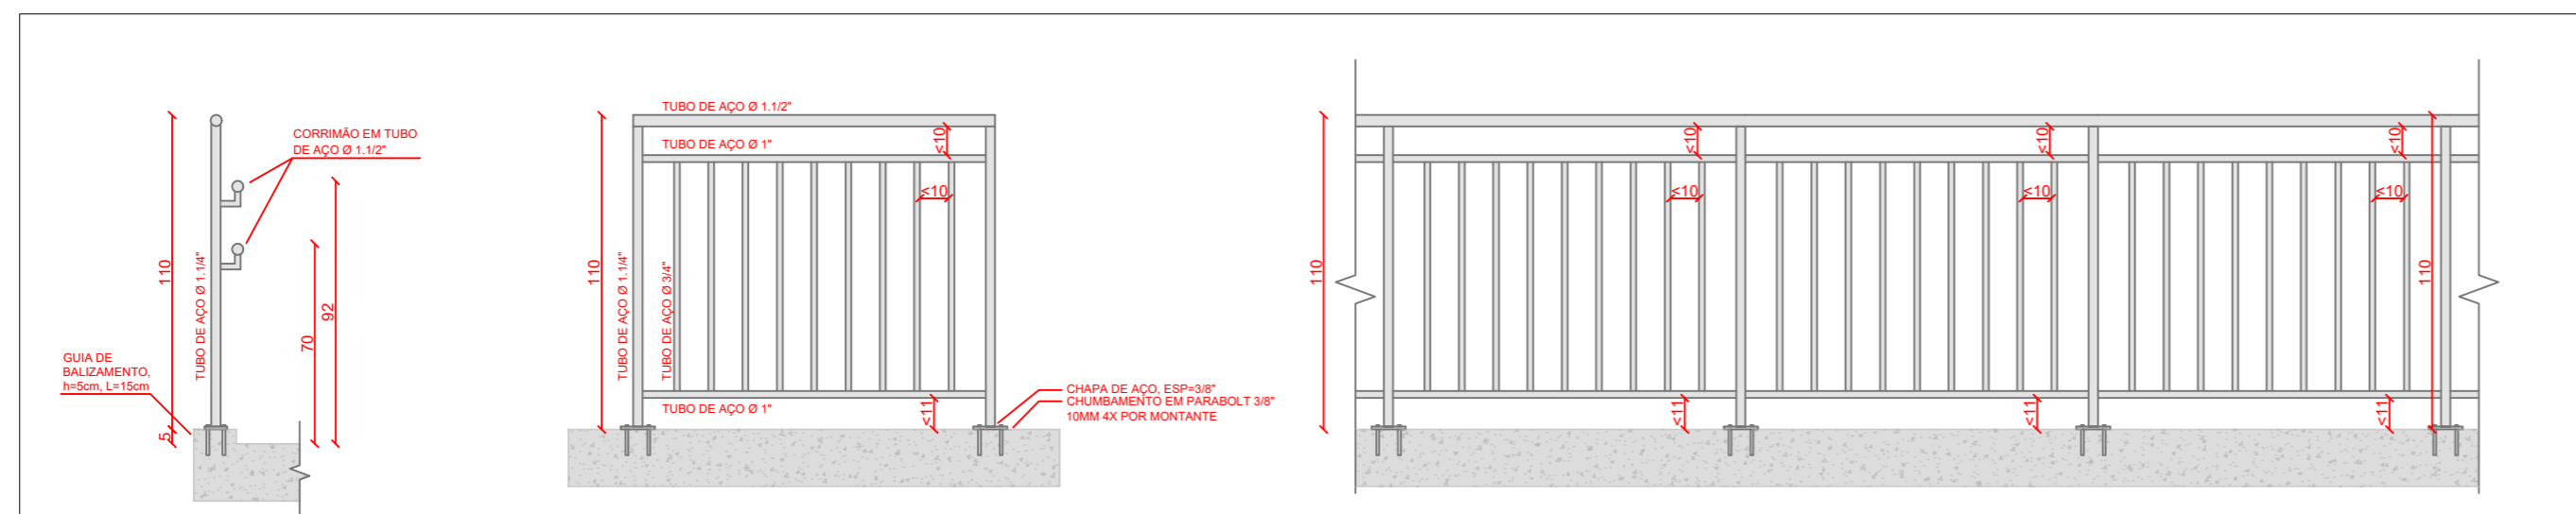 CORRIMÃO EM TUBO
DE AÇO Ø 1.1/2"
110
TUBO DE AÇO Ø 1.1/4"
92
70
GUIA DE
BALIZAMENTO,
h=5cm, L=15cm
5
TUBO DE AÇO Ø 1.1/2"
TUBO DE AÇO Ø 1"
<10
≤10
110
TUBO DE AÇO Ø 1.1/4"
TUBO DE AÇO Ø 3/4"
TUBO DE AÇO Ø 1"
<11
CHAPA DE AÇO, ESP=3/8"
CHUMBAMENTO EM PARABOLT 3/8"
10MM 4X POR MONTANTE
110
<10
<10
<10
≤10
≤10
≤10
110
<11
<11
<11